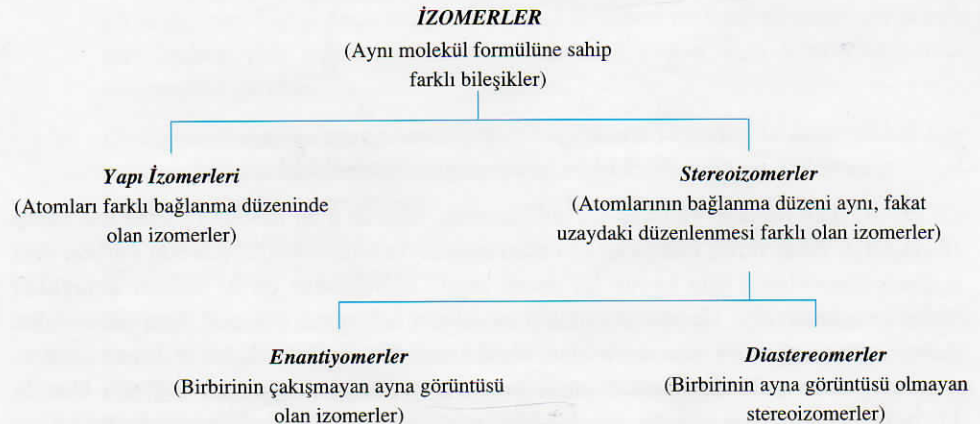 İZOMERLER
(Aynı molekül formülüne sahip
farklı bileşikler)
Yapı İzomerleri
(Atomları farklı bağlanma düzeninde
olan izomerler)
Stereoizomerler
(Atomlarının bağlanma düzeni aynı, fakat
uzaydaki düzenlenmesi farklı olan izomerler)
Enantiyomerler
(Birbirinin çakışmayan ayna görüntüsü
olan izomerler)
Diastereomerler
(Birbirinin ayna görüntüsü olmayan
stereoizomerler)